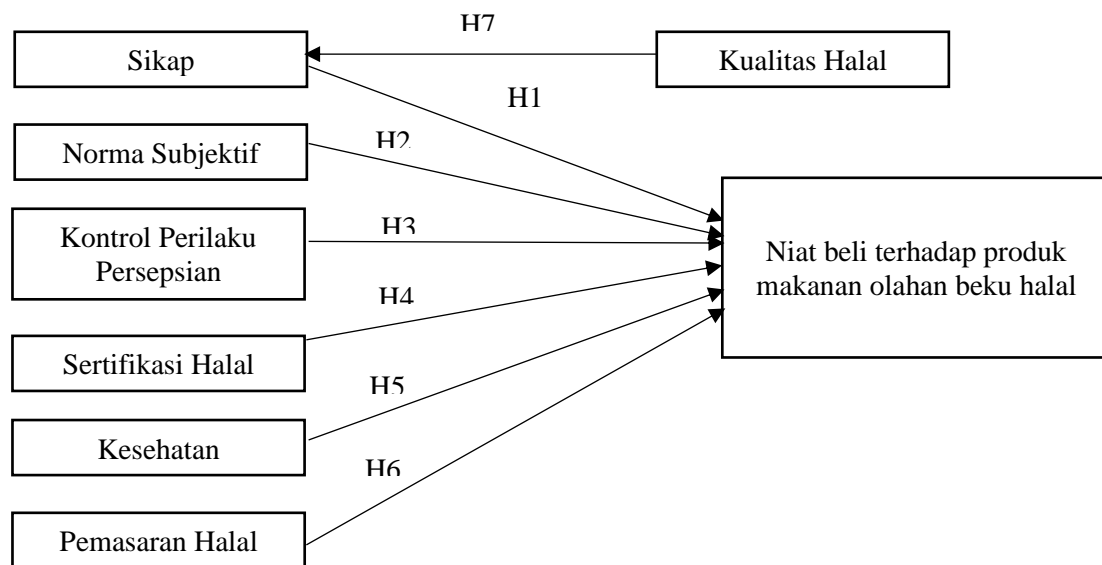 H7
Sikap
Kualitas Halal
H1
Norma Subjektif
H2
Kontrol Perilaku
Persepsian
H3
Niat beli terhadap produk
makanan olahan beku halal
H4
Sertifikasi Halal
H5
Kesehatan
H6
Pemasaran Halal